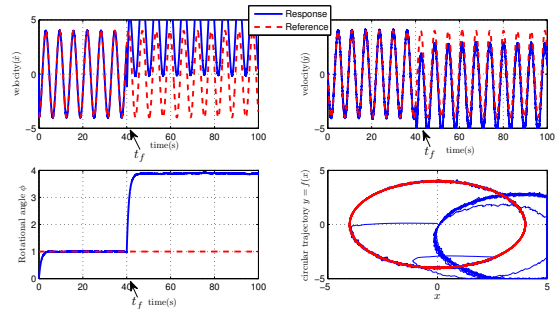 Response
Reference
5
0
−5
velocity(ẋ)
0 20 40 60 80 100
time(s)
t_f
5
0
−5
velocity(ẏ)
0 20 40 60 80 100
time(s)
t_f
4
3
2
1
0
Rotational angle ϕ
0 20 40 60 80 100
t_f time(s)
5
0
−5
circular trajectory y = f(x)
−5 0 5
x